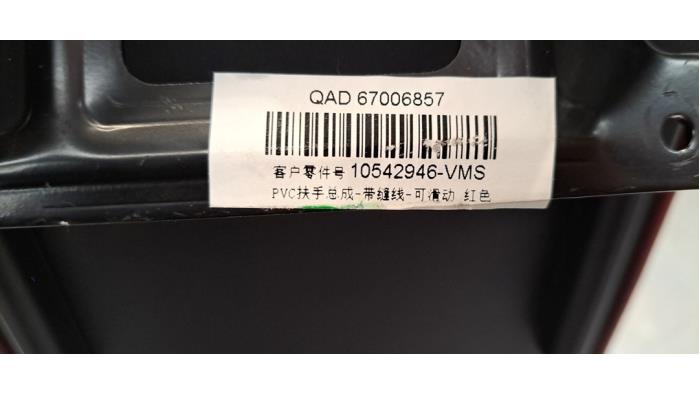 QAD 67006857
客户零件号 10542946-VMS
PVC扶手总成-带缝线-可滑动 红色